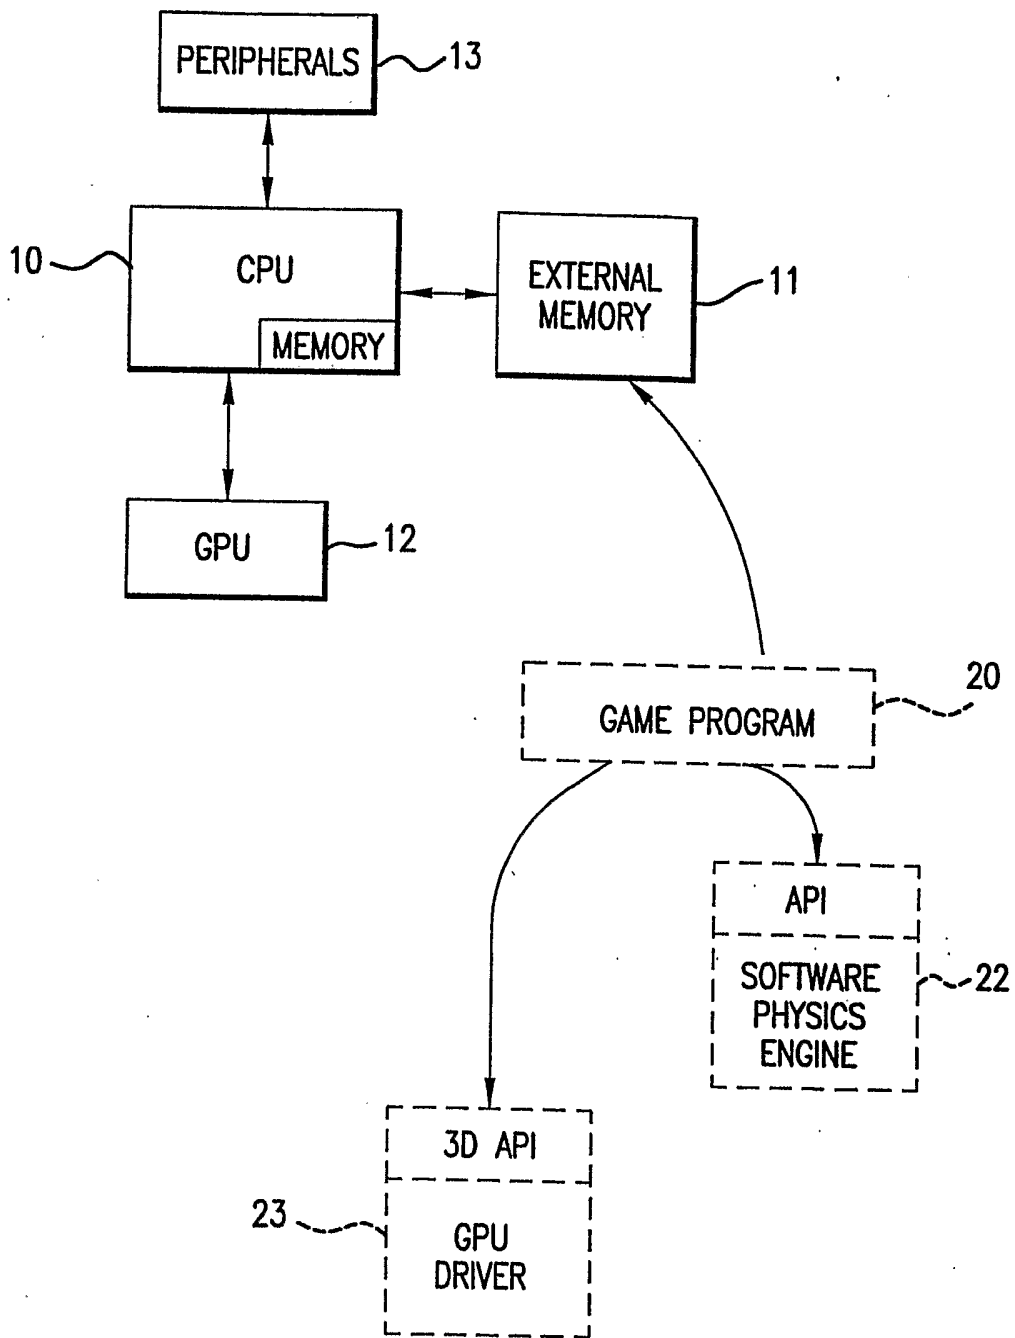 PERIPHERALS
13
10
CPU
MEMORY
EXTERNAL
MEMORY
11
GPU
12
20
GAME PROGRAM
API
SOFTWARE
PHYSICS
ENGINE
22
3D API
23
GPU
DRIVER